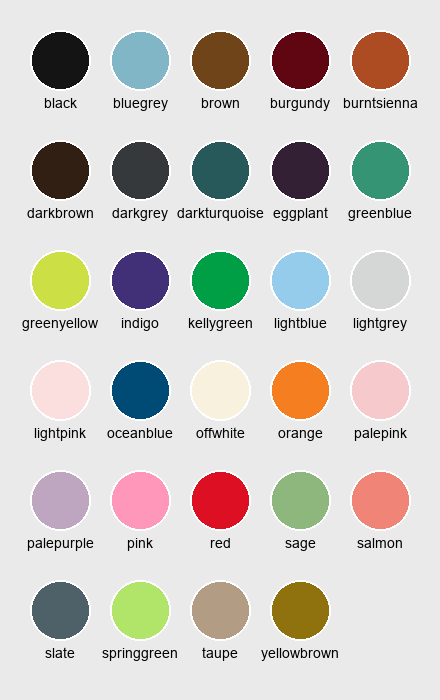 black bluegrey brown burgundy burntsienna
darkbrown darkgrey darkturquoise eggplant greenblue
greenyellow indigo kellygreen lightblue lightgrey
lightpink oceanblue offwhite orange palepink
palepurple pink red sage salmon
slate springgreen taupe yellowbrown